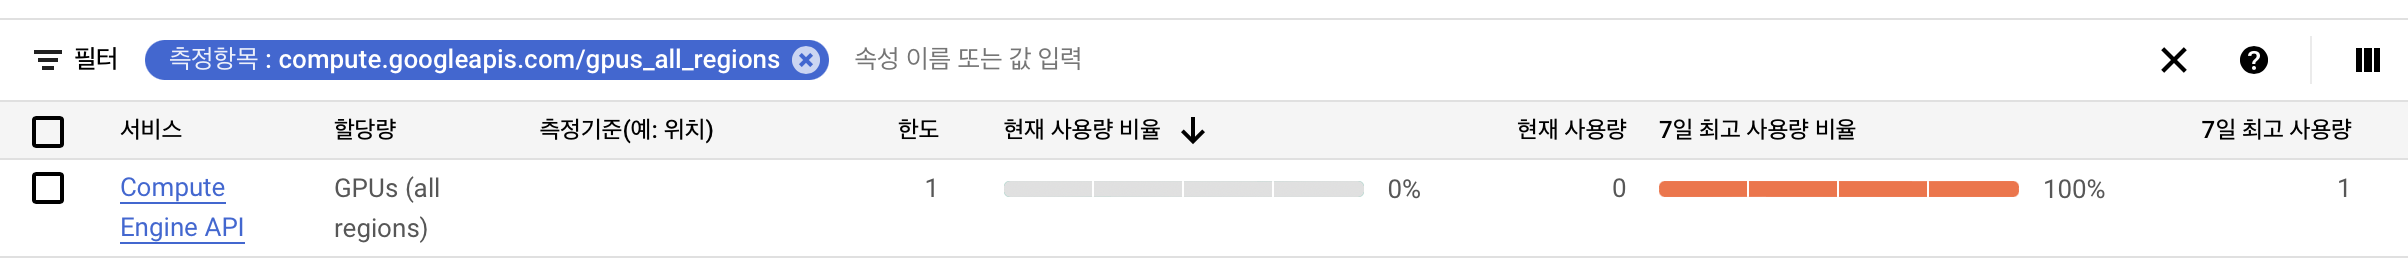 필터 측정항목 : compute.googleapis.com/gpus_all_regions 속성 이름 또는 값 입력
서비스 할당량 측정기준(예: 위치) 한도 현재 사용량 비율 현재 사용량 7일 최고 사용량 비율 7일 최고 사용량
Compute GPUs (all 1 0% 0 100% 1
Engine API regions)